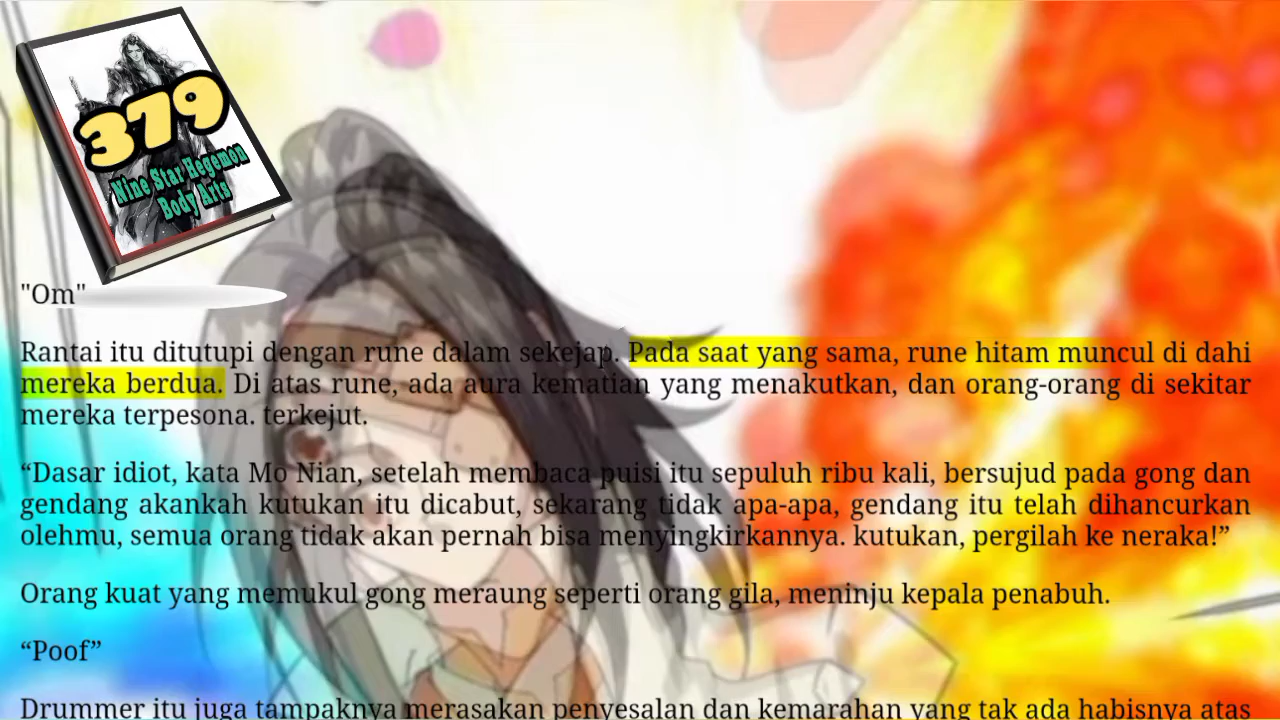 379
Nine Star Hegemon
Body Arts
"Om"
Rantai itu ditutupi dengan rune dalam sekejap. Pada saat yang sama, rune hitam muncul di dahi
mereka berdua. Di atas rune, ada aura kematian yang menakutkan, dan orang-orang di sekitar
mereka terpesona. terkejut.
“Dasar idiot, kata Mo Nian, setelah membaca puisi itu sepuluh ribu kali, bersujud pada gong dan
gendang akankah kutukan itu dicabut, sekarang tidak apa-apa, gendang itu telah dihancurkan
olehmu, semua orang tidak akan pernah bisa menyingkirkannya. kutukan, pergilah ke neraka!”
Orang kuat yang memukul gong meraung seperti orang gila, meninju kepala penabuh.
“Poof”
Drummer itu juga tampaknya merasakan penyesalan dan kemarahan yang tak ada habisnya atas